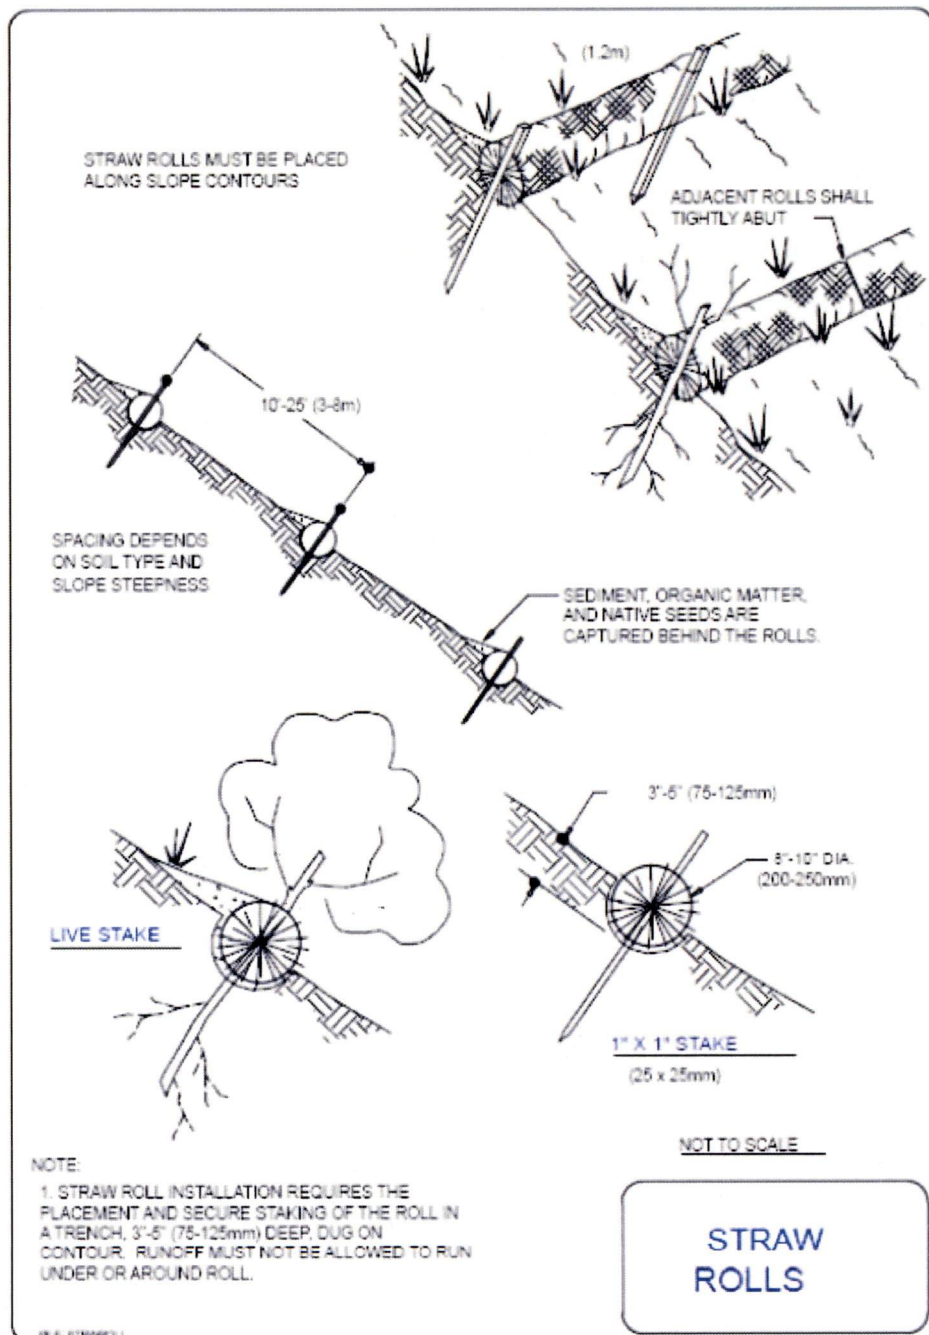 (1.2m)
STRAW ROLLS MUST BE PLACED
ALONG SLOPE CONTOURS
ADJACENT ROLLS SHALL
TIGHTLY ABUT
10'-25' (3-8m)
SPACING DEPENDS
ON SOIL TYPE AND
SLOPE STEEPNESS
SEDIMENT, ORGANIC MATTER,
AND NATIVE SEEDS ARE
CAPTURED BEHIND THE ROLLS.
3"-5" (75-125mm)
8"-10" DIA.
(200-250mm)
LIVE STAKE
1" X 1" STAKE
(25 x 25mm)
NOT TO SCALE
NOTE:
1. STRAW ROLL INSTALLATION REQUIRES THE
PLACEMENT AND SECURE STAKING OF THE ROLL IN
A TRENCH, 3"-5" (75-125mm) DEEP, DUG ON
CONTOUR. RUNOFF MUST NOT BE ALLOWED TO RUN
UNDER OR AROUND ROLL.
STRAW
ROLLS